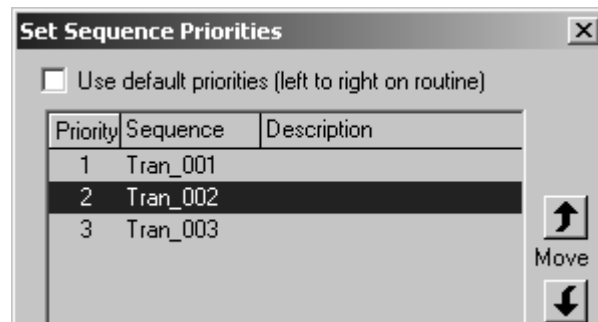 Set Sequence Priorities
Use default priorities (left to right on routine)
Priority Sequence Description
1 Tran_001
2 Tran_002
3 Tran_003
Move